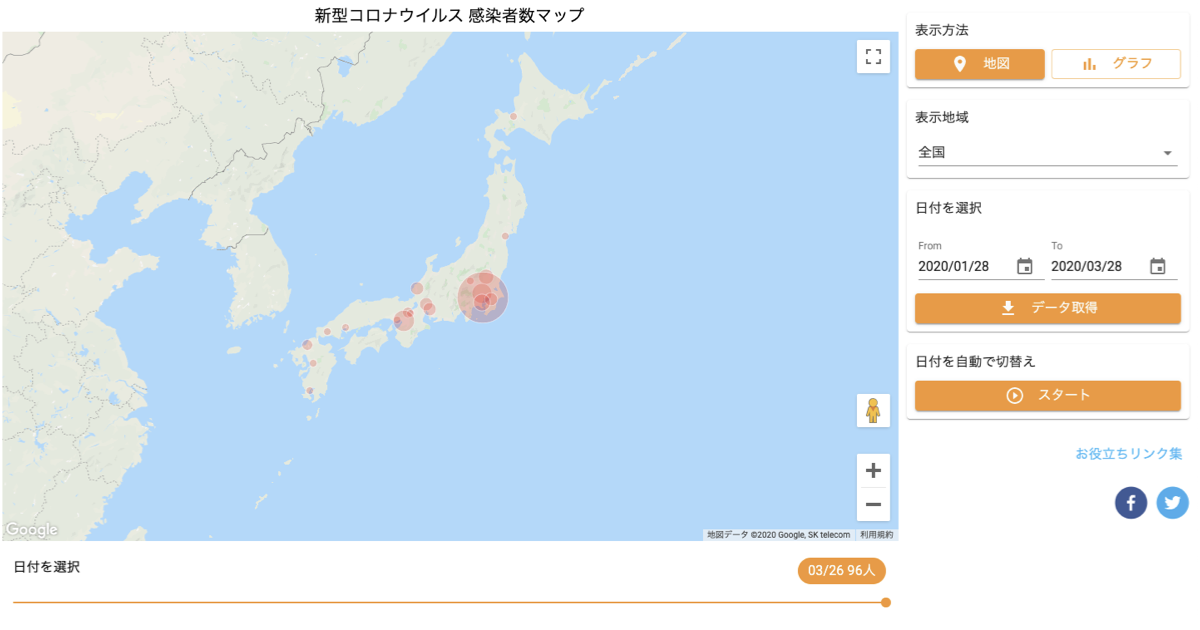 新型コロナウイルス 感染者数マップ
Google
地図データ ©2020 Google, SK telecom
利用規約
日付を選択
03/26 96人
表示方法
地図
グラフ
表示地域
全国
日付を選択
From
To
2020/01/28
2020/03/28
データ取得
日付を自動で切替え
スタート
お役立ちリンク集